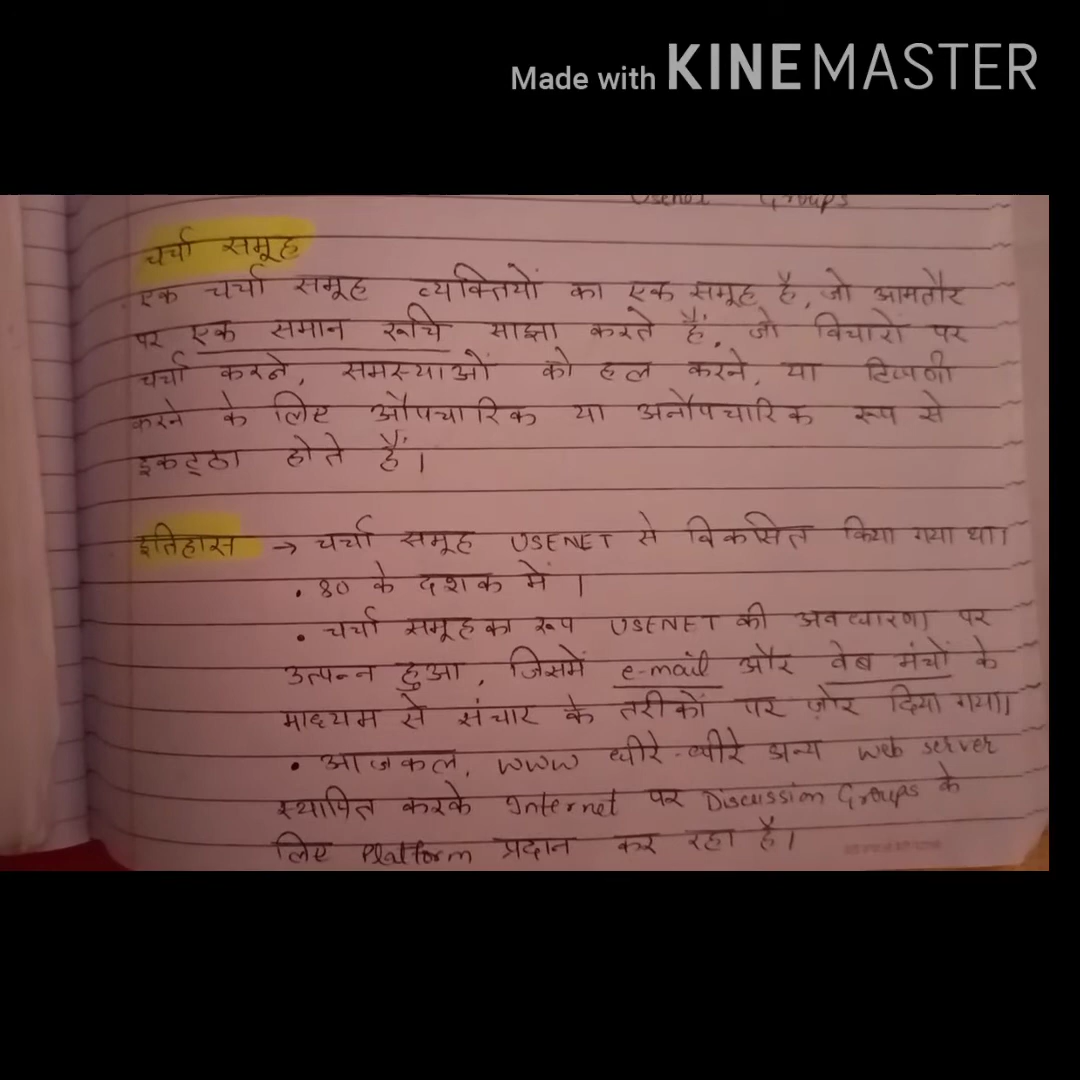 Made with KINEMASTER
Usenet Groups
चर्चा समूह
एक चर्चा समूह व्यक्तियों का एक समूह है, जो आमतौर
पर एक समान रूचि साझा करते हैं, जो विचारों पर
चर्चा करने, समस्याओं को हल करने, या टिप्पणी
करने के लिए औपचारिक या अनौपचारिक रूप से
इकट्ठा होते हैं।
इतिहास → चर्चा समूह USENET से विकसित किया गया था।
• 80 के दशक में।
• चर्चा समूह का रूप USENET की अवधारणा पर
उत्पन्न हुआ, जिसमें e-mail और वेब मंचों के
माध्यम से संचार के तरीकों पर ज़ोर दिया गया।
• आजकल, www धीरे-धीरे अन्य web server
स्थापित करके Internet पर Discussion Groups के
लिए Platform प्रदान कर रहा है।